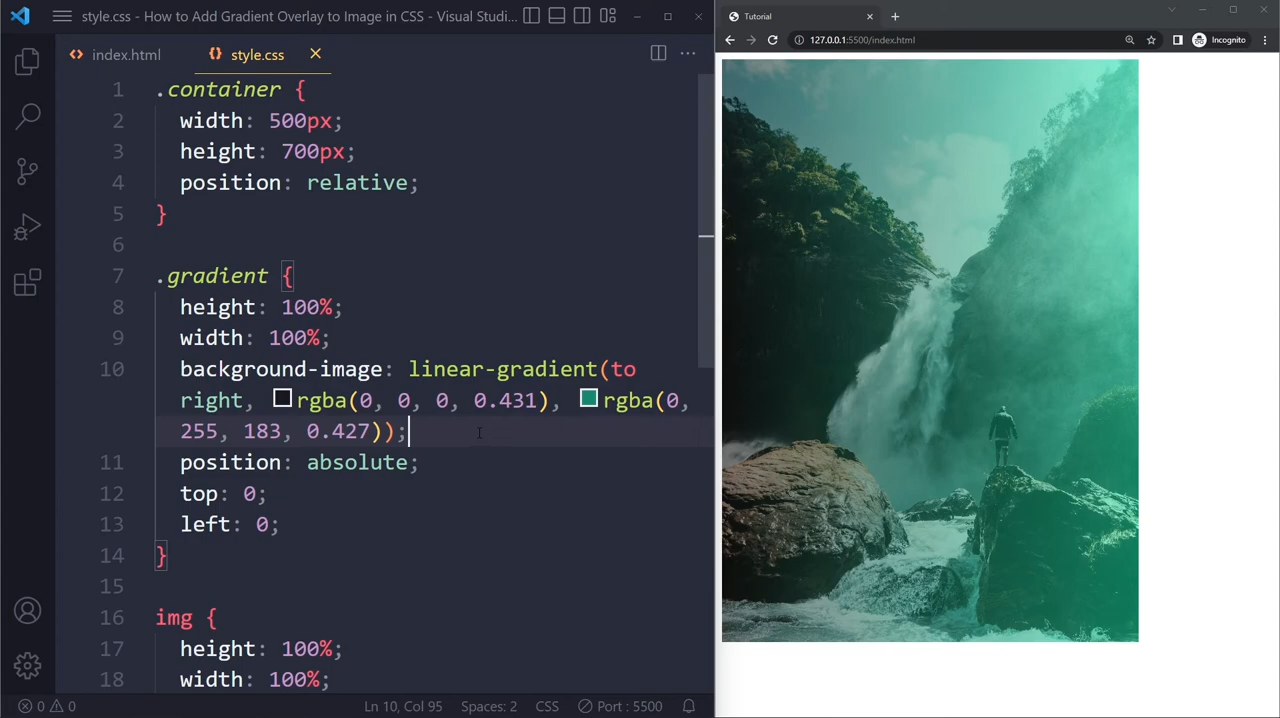 style.css - How to Add Gradient Overlay to Image in CSS - Visual Studi...
index.html
style.css
1 .container {
2 width: 500px;
3 height: 700px;
4 position: relative;
5 }
6
7 .gradient {
8 height: 100%;
9 width: 100%;
10 background-image: linear-gradient(to
right, rgba(0, 0, 0, 0.431), rgba(0,
255, 183, 0.427));
11 position: absolute;
12 top: 0;
13 left: 0;
14 }
15
16 img {
17 height: 100%;
18 width: 100%;
0 0
Ln 10, Col 95
Spaces: 2
CSS
Port : 5500
Tutorial
127.0.0.1:5500/index.html
Incognito